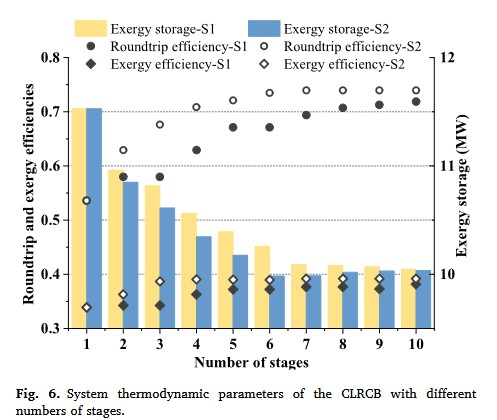 Exergy storage-S1 Exergy storage-S2
Roundtrip efficiency-S1 Roundtrip efficiency-S2
Exergy efficiency-S1 Exergy efficiency-S2
Roundtrip and exergy efficiencies
0.8
0.7
0.6
0.5
0.4
0.3
12
11
10
Exergy storage (MW)
1 2 3 4 5 6 7 8 9 10
Number of stages
Fig. 6. System thermodynamic parameters of the CLRCB with different
numbers of stages.